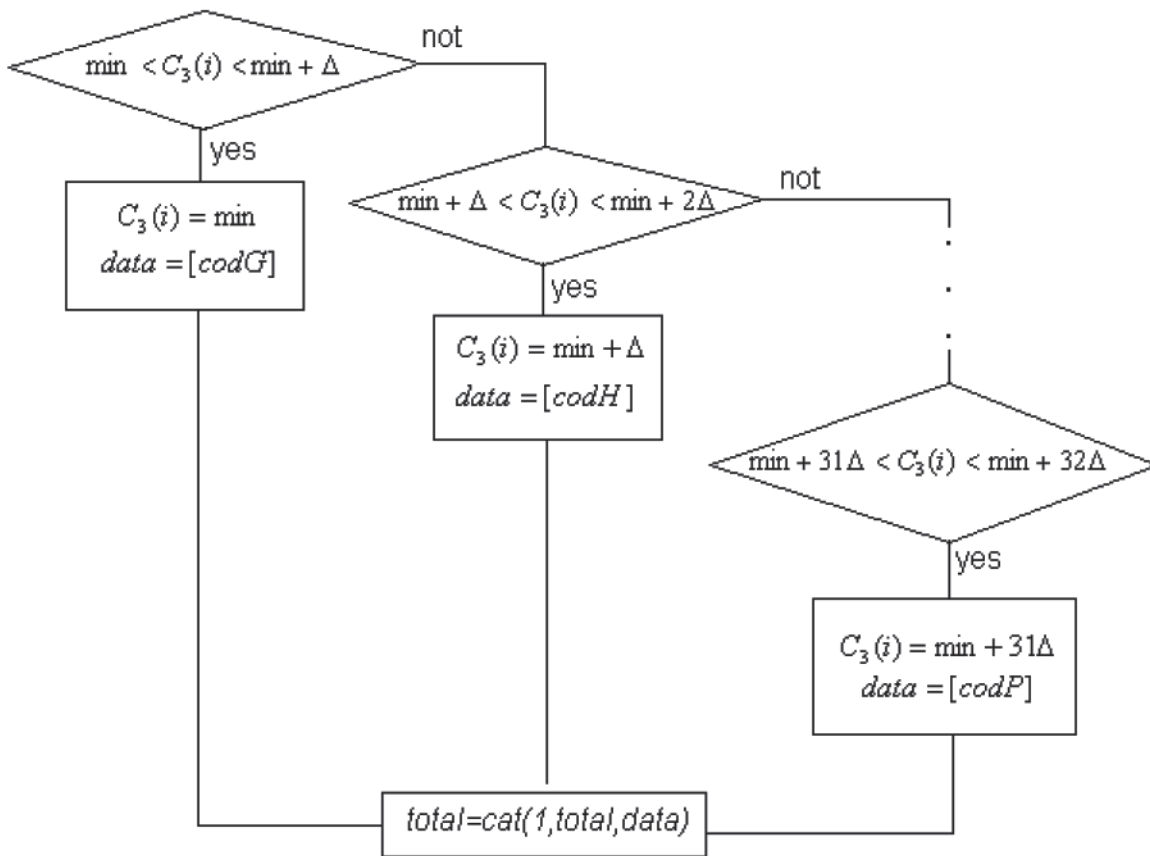 min < C₃(i) < min + Δ
not
yes
C₃(i) = min
data = [codG]
min + Δ < C₃(i) < min + 2Δ
not
yes
C₃(i) = min + Δ
data = [codH]
min + 31Δ < C₃(i) < min + 32Δ
yes
C₃(i) = min + 31Δ
data = [codP]
total=cat(1,total,data)